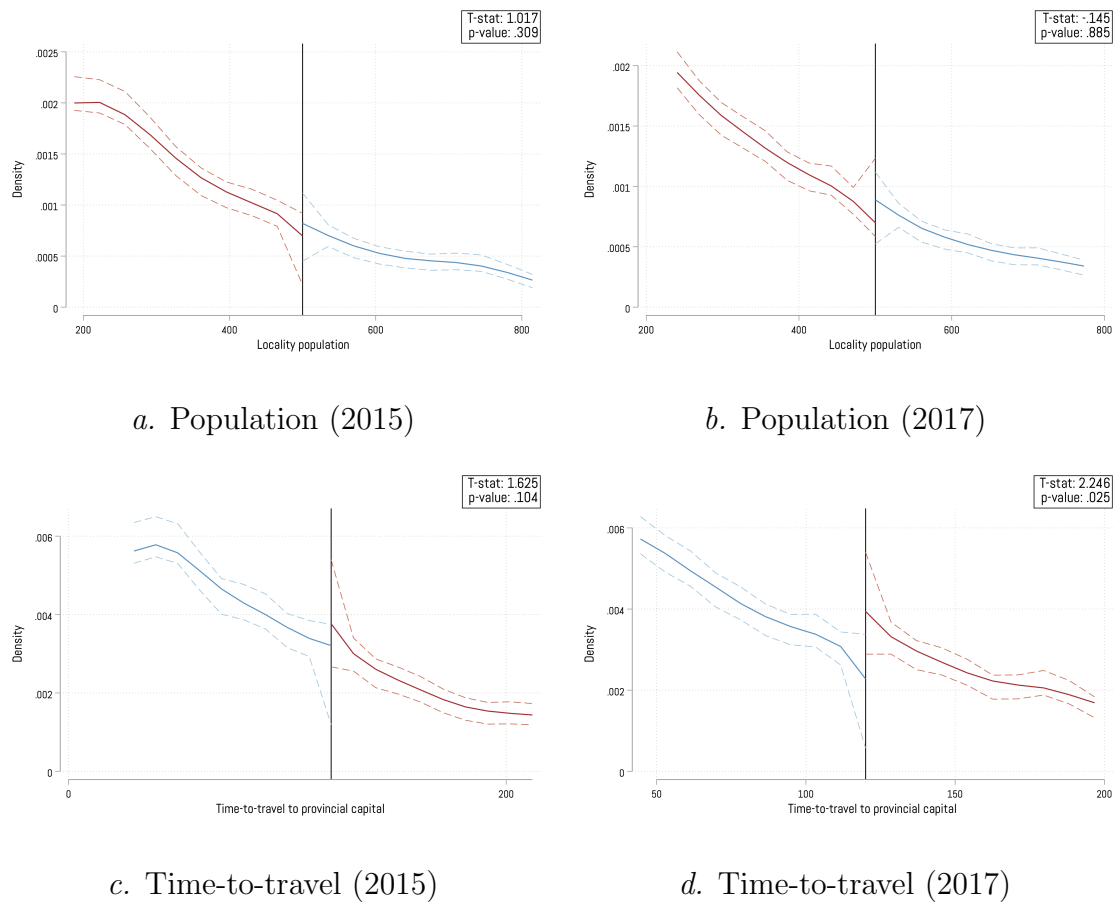 T-stat: 1.017
p-value: .309
.0025
.002
.0015
.001
.0005
0
Density
200
400
600
800
Locality population
a. Population (2015)
T-stat: -.145
p-value: .885
.002
.0015
.001
.0005
0
Density
200
400
600
800
Locality population
b. Population (2017)
T-stat: 1.625
p-value: .104
.006
.004
.002
0
Density
0
200
Time-to-travel to provincial capital
c. Time-to-travel (2015)
T-stat: 2.246
p-value: .025
.006
.004
.002
0
Density
50
100
150
200
Time-to-travel to provincial capital
d. Time-to-travel (2017)